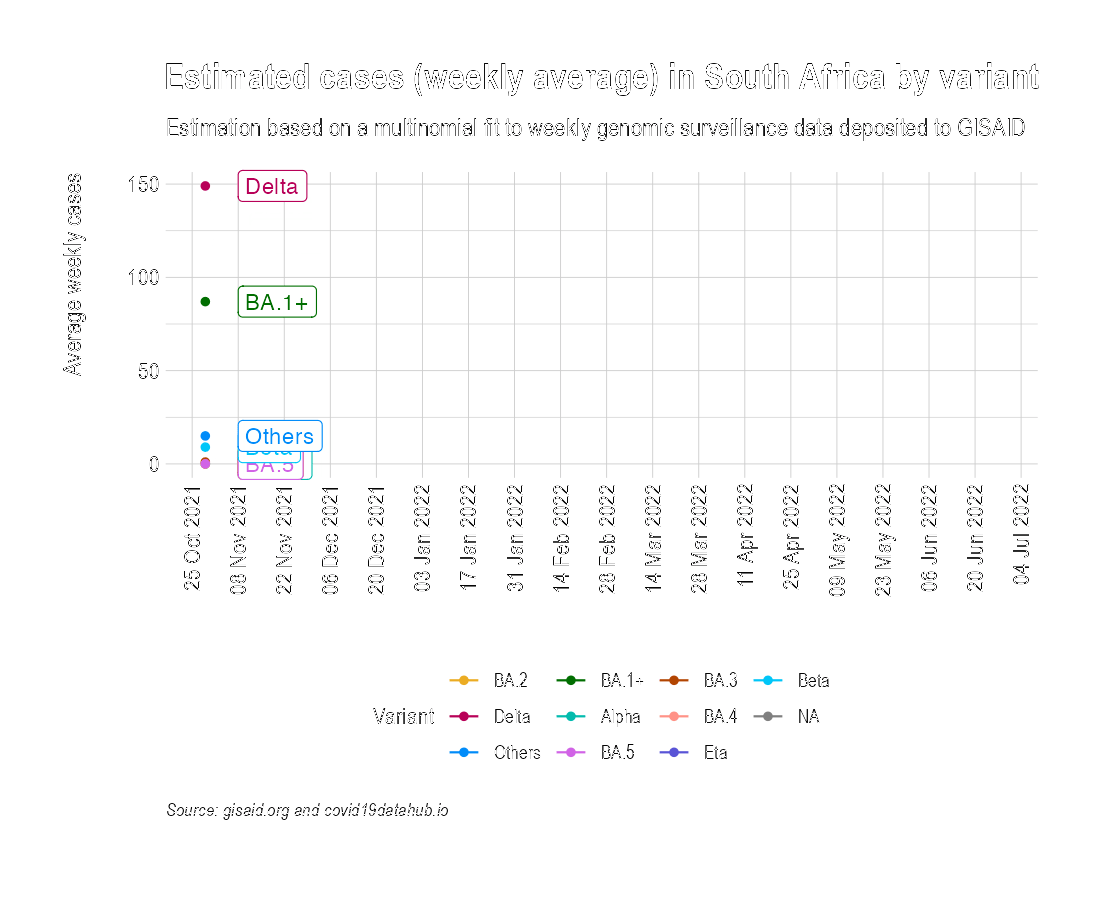 Estimated cases (weekly average) in South Africa by variant
Estimation based on a multinomial fit to weekly genomic surveillance data deposited to GISAID
Average weekly cases
150
100
50
0
Delta
BA.1+
Others
Beta
BA.5
25 Oct 2021
08 Nov 2021
22 Nov 2021
06 Dec 2021
20 Dec 2021
03 Jan 2022
17 Jan 2022
31 Jan 2022
14 Feb 2022
28 Feb 2022
14 Mar 2022
28 Mar 2022
11 Apr 2022
25 Apr 2022
09 May 2022
23 May 2022
06 Jun 2022
20 Jun 2022
04 Jul 2022
Variant
BA.2 BA.1+ BA.3 Beta
Delta Alpha BA.4 NA
Others BA.5 Eta
Source: gisaid.org and covid19datahub.io